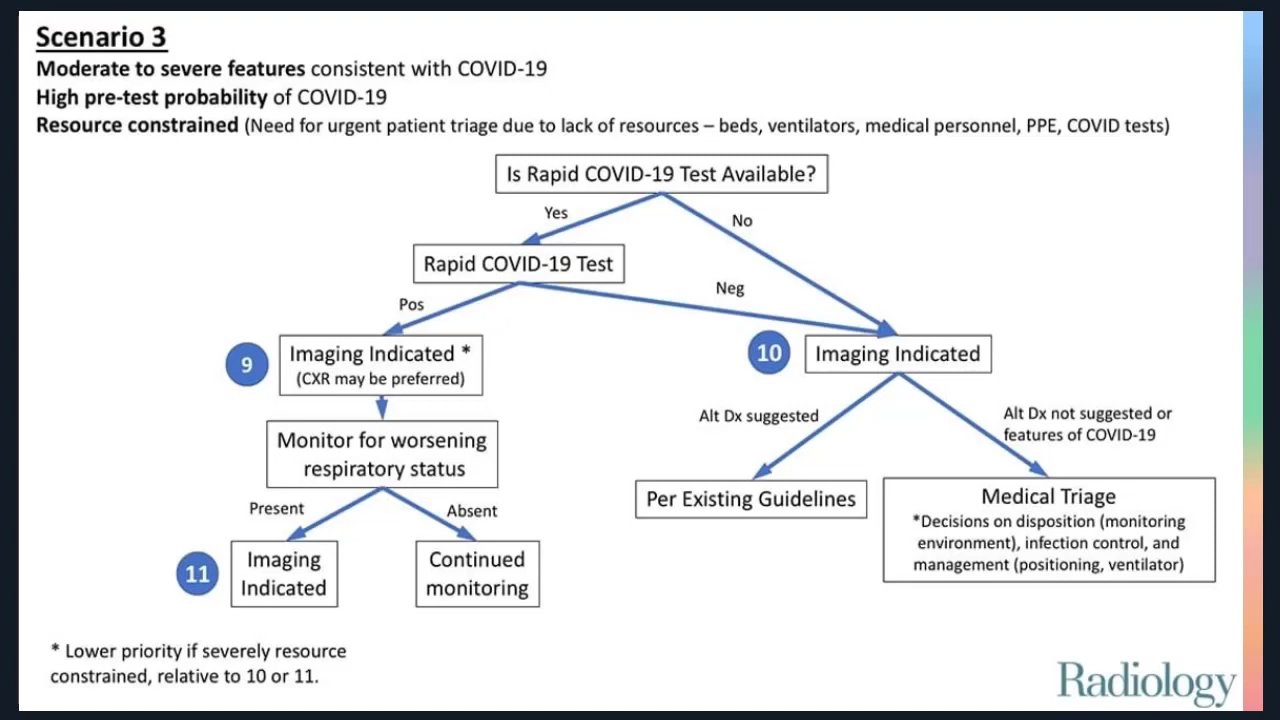 Scenario 3
Moderate to severe features consistent with COVID-19
High pre-test probability of COVID-19
Resource constrained (Need for urgent patient triage due to lack of resources – beds, ventilators, medical personnel, PPE, COVID tests)
Is Rapid COVID-19 Test Available?
Yes
No
Rapid COVID-19 Test
Pos
Neg
9
Imaging Indicated *
(CXR may be preferred)
10
Imaging Indicated
Monitor for worsening
respiratory status
Alt Dx suggested
Alt Dx not suggested or
features of COVID-19
Present
Absent
Per Existing Guidelines
Medical Triage
*Decisions on disposition (monitoring
environment), infection control, and
management (positioning, ventilator)
11
Imaging
Indicated
Continued
monitoring
* Lower priority if severely resource
constrained, relative to 10 or 11.
Radiology